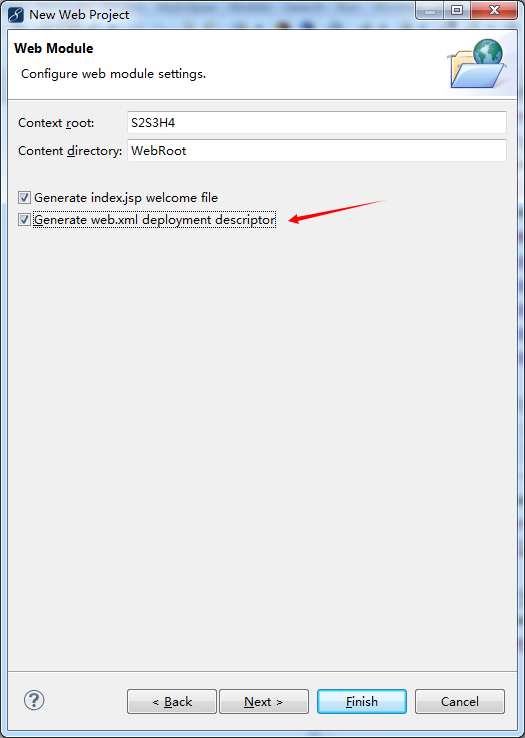 New Web Project
Web Module
Configure web module settings.
Context root: S2S3H4
Content directory: WebRoot
Generate index.jsp welcome file
Generate web.xml deployment descriptor
?
< Back Next > Finish Cancel